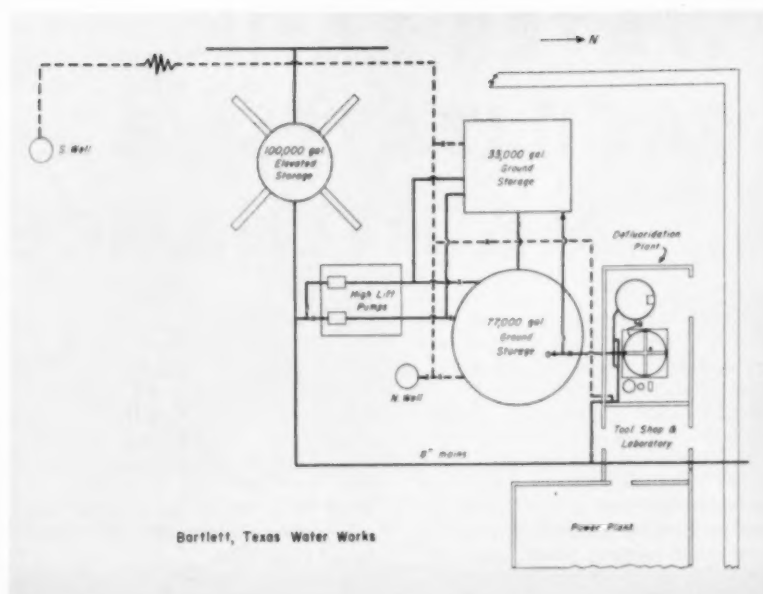 N
S. Well
100,000 gal.
Elevated
Storage
35,000 gal.
Ground
Storage
Defluoridation
Plant
High Lift
Pumps
77,000 gal.
Ground
Storage
N. Well
Tool Shop &
Laboratory
8" mains
Power Plant
Bartlett, Texas Water Works